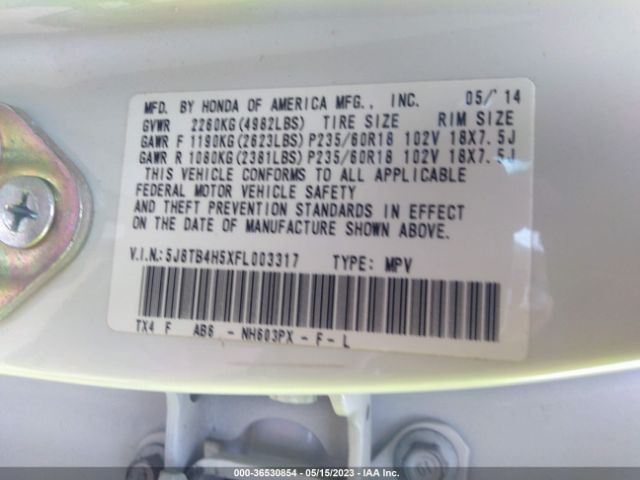 MFD. BY HONDA OF AMERICA MFG., INC. 05/14
GVWR 2260KG(4982LBS) TIRE SIZE RIM SIZE
GAWR F 1190KG(2623LBS)P235/60R18 102V 18X7.5J
GAWR R 1080KG(2381LBS)P235/60R18 102V 18X7.5J
THIS VEHICLE CONFORMS TO ALL APPLICABLE
FEDERAL MOTOR VEHICLE SAFETY
AND THEFT PREVENTION STANDARDS IN EFFECT
ON THE DATE OF MANUFACTURE SHOWN ABOVE.
V.I.N.:5J8TB4H5XFL003317 TYPE: MPV
TX4 F AB6 - NH603PX - F - L
000-36530854 - 05/15/2023 - IAA Inc.